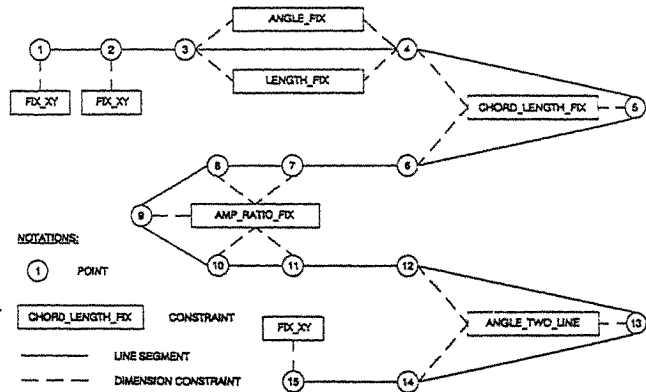 ANGLE_FIX
1 2 3 4
LENGTH_FIX
FIX_XY FIX_XY CHORD_LENGTH_FIX 5
8 7 6
9 AMP_RATIO_FIX
NOTATIONS:
1 POINT
10 11 12
CHORD_LENGTH_FIX CONSTRAINT
FIX_XY ANGLE_TWO_LINE 13
LINE SEGMENT
15 14
DIMENSION CONSTRAINT